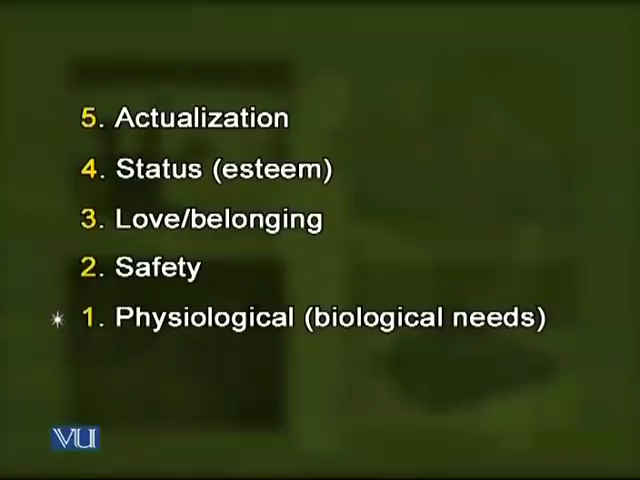 5. Actualization
4. Status (esteem)
3. Love/belonging
2. Safety
1. Physiological (biological needs)
VU